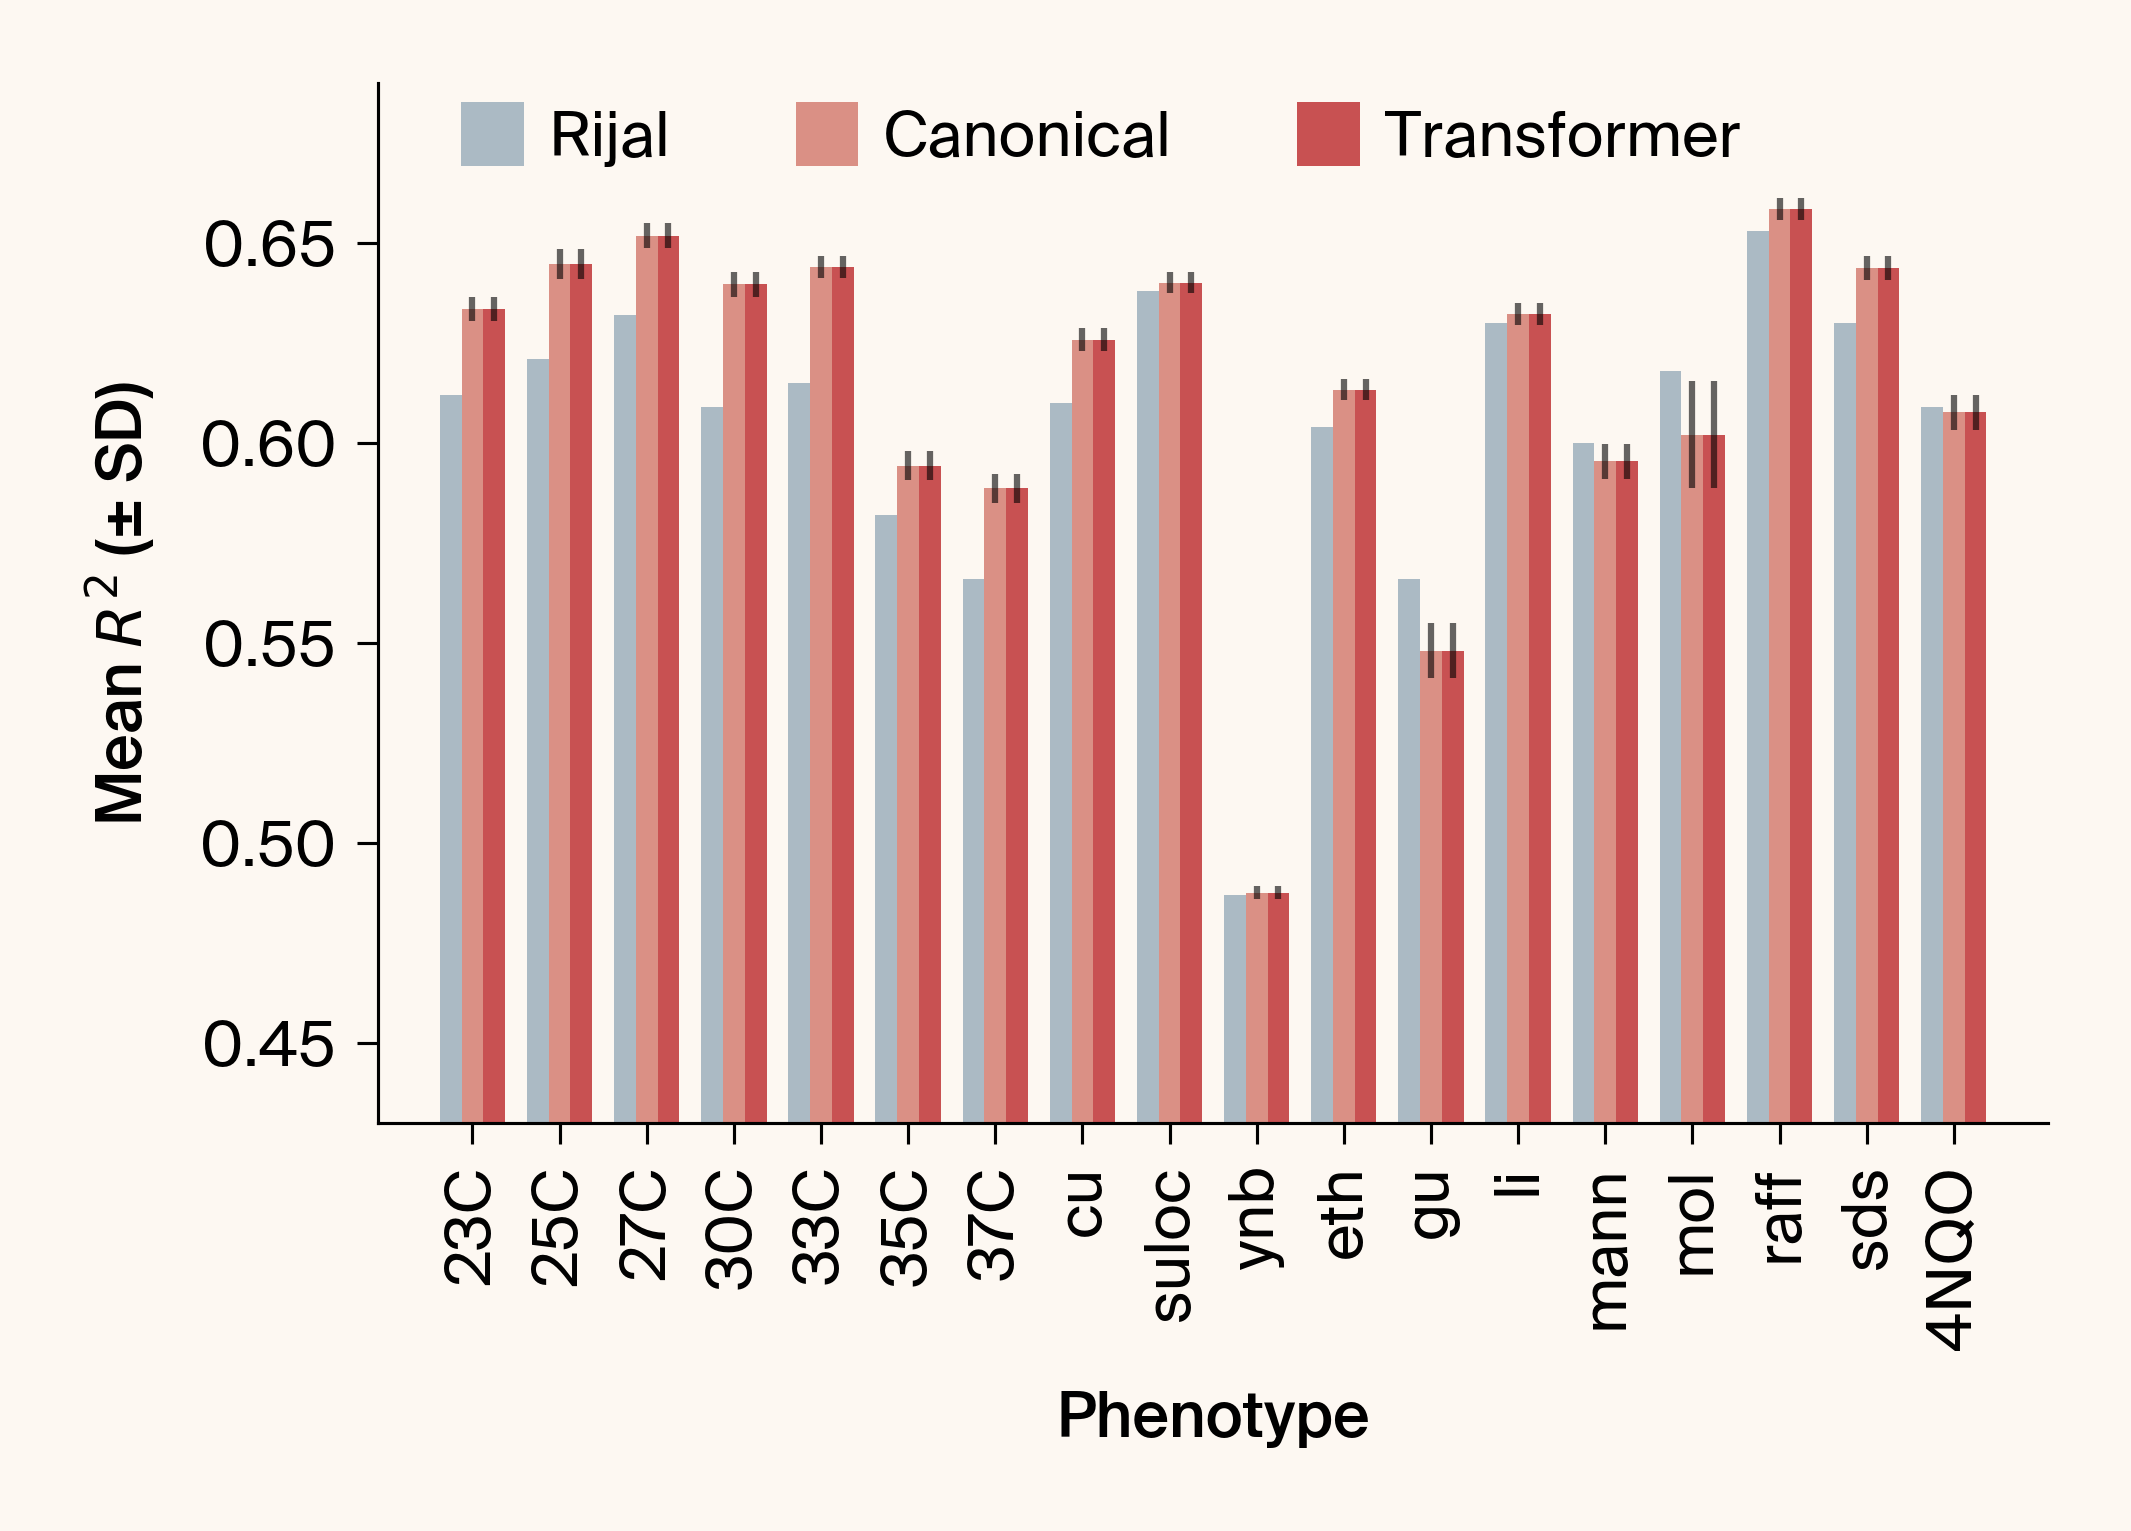 Rijal Canonical Transformer
0.65
0.60
0.55
0.50
0.45
Mean R² (± SD)
23C 25C 27C 30C 33C 35C 37C cu suloc ynb eth gu li mann mol raff sds 4NQO
Phenotype